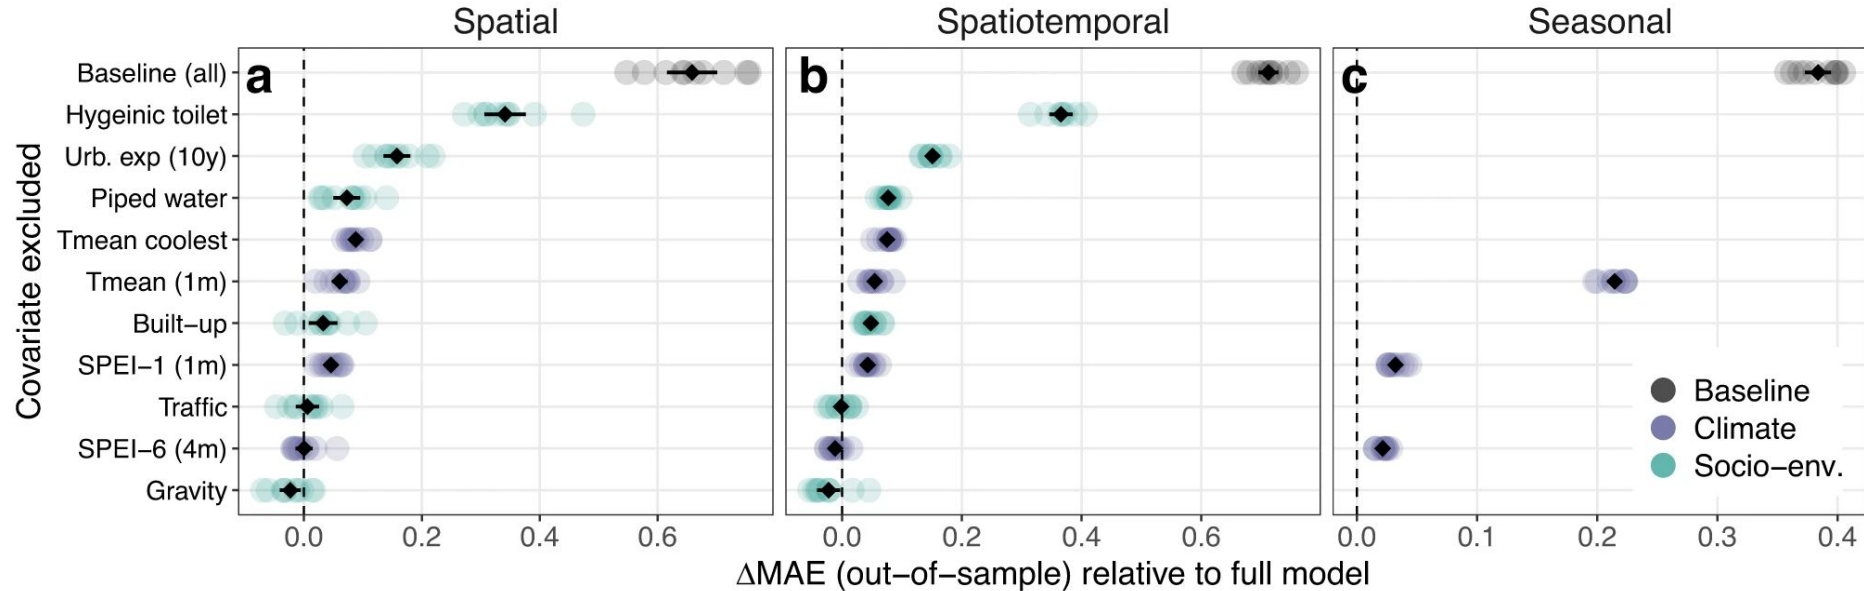 Spatial
Spatiotemporal
Seasonal
a
b
c
Covariate excluded
Baseline (all)
Hygeinic toilet
Urb. exp (10y)
Piped water
Tmean coolest
Tmean (1m)
Built−up
SPEI−1 (1m)
Traffic
SPEI−6 (4m)
Gravity
Baseline
Climate
Socio−env.
0.0 0.2 0.4 0.6
0.0 0.2 0.4 0.6
0.0 0.1 0.2 0.3 0.4
ΔMAE (out−of−sample) relative to full model